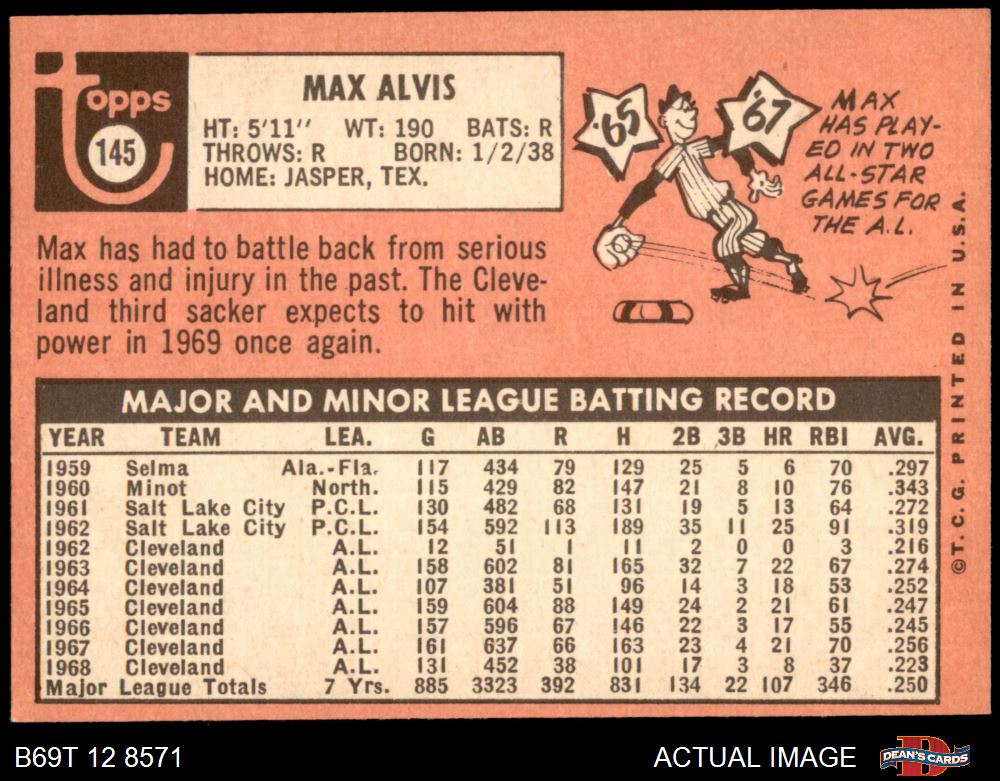 Topps
145
MAX ALVIS
HT: 5'11" WT: 190 BATS: R
THROWS: R BORN: 1/2/38
HOME: JASPER, TEX.
Max has had to battle back from serious
illness and injury in the past. The Cleve-
land third sacker expects to hit with
power in 1969 once again.
'65
'67
MAX
HAS PLAY-
ED IN TWO
ALL-STAR
GAMES FOR
THE A.L.
©T. C. G. PRINTED IN U.S.A.
MAJOR AND MINOR LEAGUE BATTING RECORD
YEAR TEAM LEA. G AB R H 2B 3B HR RBI AVG.
1959 Selma Ala.-Fla. 117 434 79 129 25 5 6 70 .297
1960 Minot North. 115 429 82 147 21 8 10 76 .343
1961 Salt Lake City P.C.L. 130 482 68 131 19 5 13 64 .272
1962 Salt Lake City P.C.L. 154 592 113 189 35 11 25 91 .319
1962 Cleveland A.L. 12 51 1 11 2 0 0 3 .216
1963 Cleveland A.L. 158 602 81 165 32 7 22 67 .274
1964 Cleveland A.L. 107 381 51 96 14 3 18 53 .252
1965 Cleveland A.L. 159 604 88 149 24 2 21 61 .247
1966 Cleveland A.L. 157 596 67 146 22 3 17 55 .245
1967 Cleveland A.L. 161 637 66 163 23 4 21 70 .256
1968 Cleveland A.L. 131 452 38 101 17 3 8 37 .223
Major League Totals 7 Yrs. 885 3323 392 831 134 22 107 346 .250
B69T 12 8571
ACTUAL IMAGE
DEAN'S CARDS